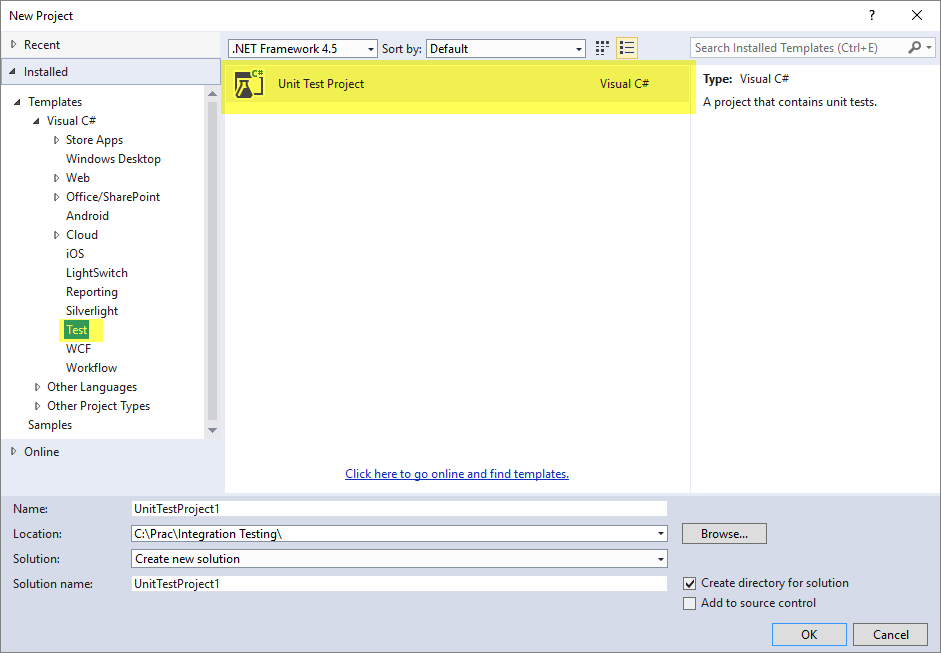 New Project
?
Recent
.NET Framework 4.5 Sort by: Default
Search Installed Templates (Ctrl+E)
Installed
Templates
Visual C#
Store Apps
Windows Desktop
Web
Office/SharePoint
Android
Cloud
iOS
LightSwitch
Reporting
Silverlight
Test
WCF
Workflow
Other Languages
Other Project Types
Samples
Online
C#
Unit Test Project Visual C#
Click here to go online and find templates.
Type: Visual C#
A project that contains unit tests.
Name: UnitTestProject1
Location: C:\Prac\Integration Testing\ Browse...
Solution: Create new solution
Solution name: UnitTestProject1
Create directory for solution
Add to source control
OK Cancel